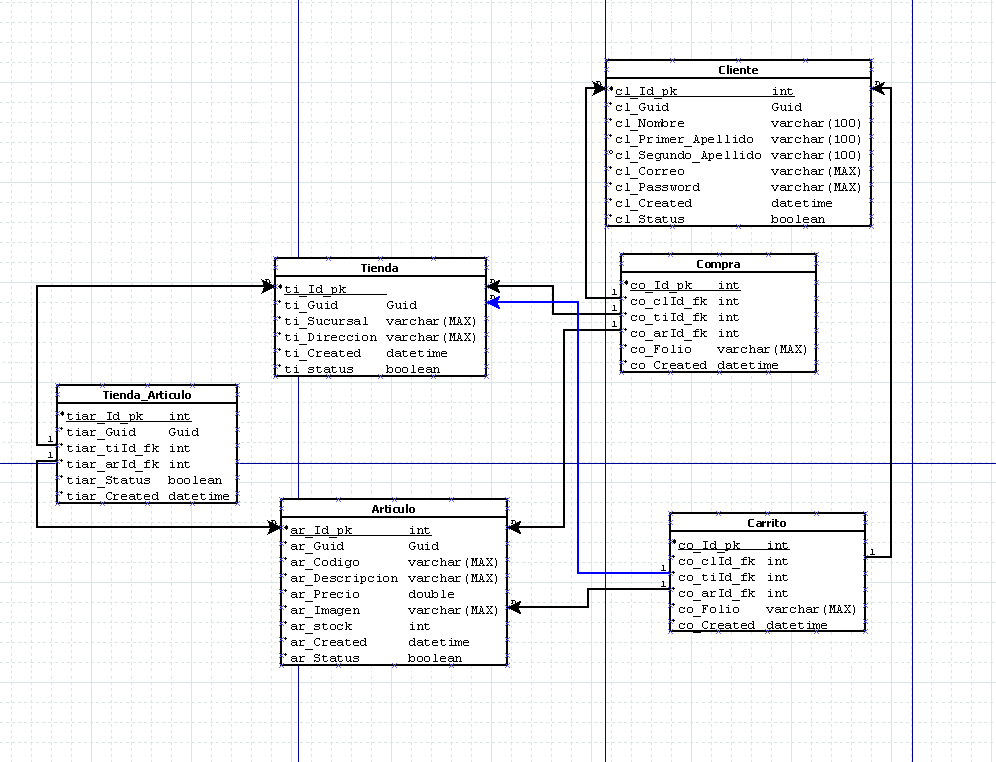 Cliente
cl_Id_pk int
cl_Guid Guid
cl_Nombre varchar(100)
cl_Primer_Apellido varchar(100)
cl_Segundo_Apellido varchar(100)
cl_Correo varchar(MAX)
cl_Password varchar(MAX)
cl_Created datetime
cl_Status boolean
Tienda
ti_Id_pk
ti_Guid Guid
ti_Sucursal varchar(MAX)
ti_Direccion varchar(MAX)
ti_Created datetime
ti_status boolean
Compra
co_Id_pk int
1 co_clId_fk int
1 co_tiId_fk int
1 co_arId_fk int
co_Folio varchar(MAX)
co_Created datetime
Tienda_Articulo
tiar_Id_pk int
tiar_Guid Guid
1 tiar_tiId_fk int
1 tiar_arId_fk int
tiar_Status boolean
tiar_Created datetime
Articulo
ar_Id_pk int
ar_Guid Guid
ar_Codigo varchar(MAX)
ar_Descripcion varchar(MAX)
ar_Precio double
ar_Imagen varchar(MAX)
ar_stock int
ar_Created datetime
ar_Status boolean
Carrito
co_Id_pk int
co_clId_fk int 1
1 co_tiId_fk int
1 co_arId_fk int
co_Folio varchar(MAX)
co_Created datetime